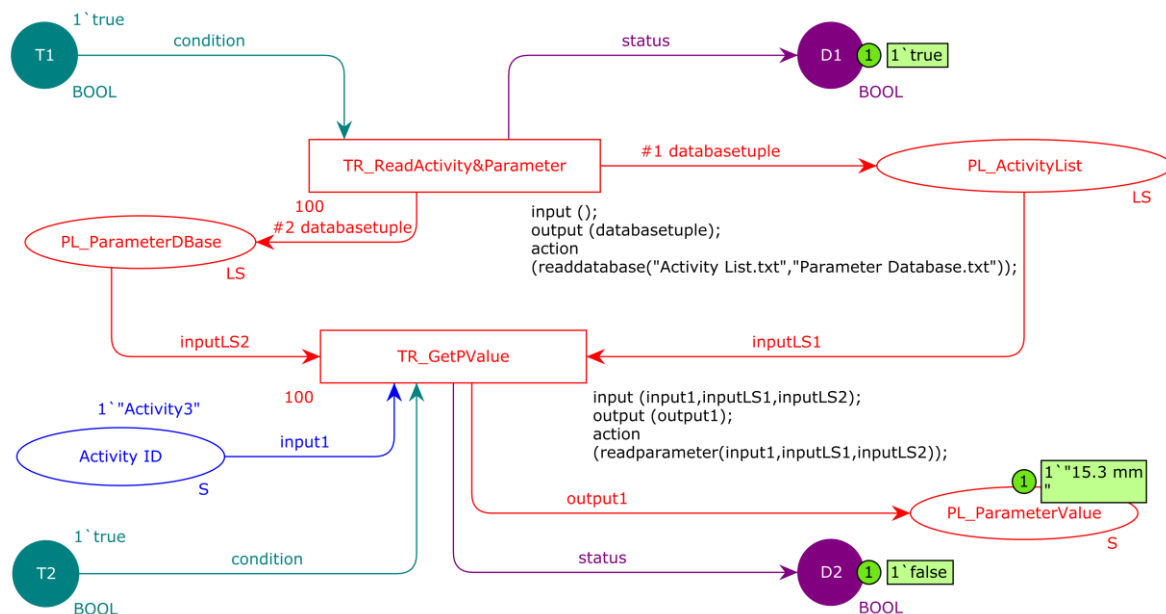 1`true
T1
condition
BOOL
status
D1
1
1`true
BOOL
TR_ReadActivity&Parameter
#1 databasetuple
PL_ActivityList
LS
100
#2 databasetuple
PL_ParameterDBase
LS
input ();
output (databasetuple);
action
(readdatabase("Activity List.txt","Parameter Database.txt"));
inputLS2
TR_GetPValue
inputLS1
100
1`"Activity3"
Activity ID
input1
S
input (input1,inputLS1,inputLS2);
output (output1);
action
(readparameter(input1,inputLS1,inputLS2));
output1
1
1`"15.3 mm
"
PL_ParameterValue
S
1`true
T2
condition
BOOL
status
D2
1
1`false
BOOL